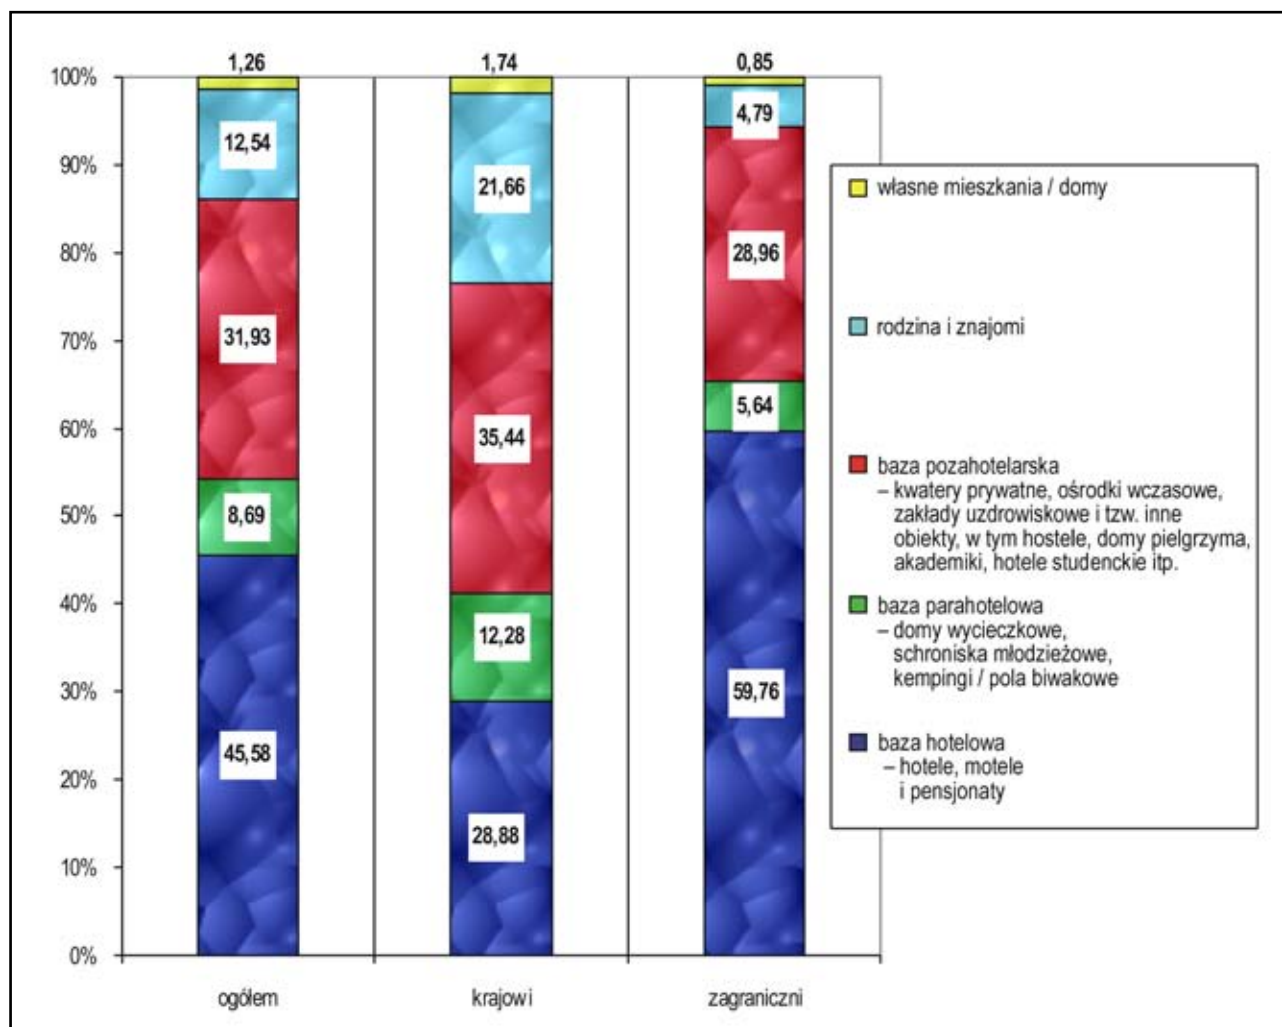 1,26 1,74 0,85
100%
90%
80%
70%
60%
50%
40%
30%
20%
10%
0%
12,54
31,93
8,69
45,58
21,66
35,44
12,28
28,88
4,79
28,96
5,64
59,76
ogółem krajowi zagraniczni
własne mieszkania / domy
rodzina i znajomi
baza pozahotelarska
– kwatery prywatne, ośrodki wczasowe,
zakłady uzdrowiskowe i tzw. inne
obiekty, w tym hostele, domy pielgrzyma,
akademiki, hotele studenckie itp.
baza parahotelowa
– domy wycieczkowe,
schroniska młodzieżowe,
kempingi / pola biwakowe
baza hotelowa
– hotele, motele
i pensjonaty